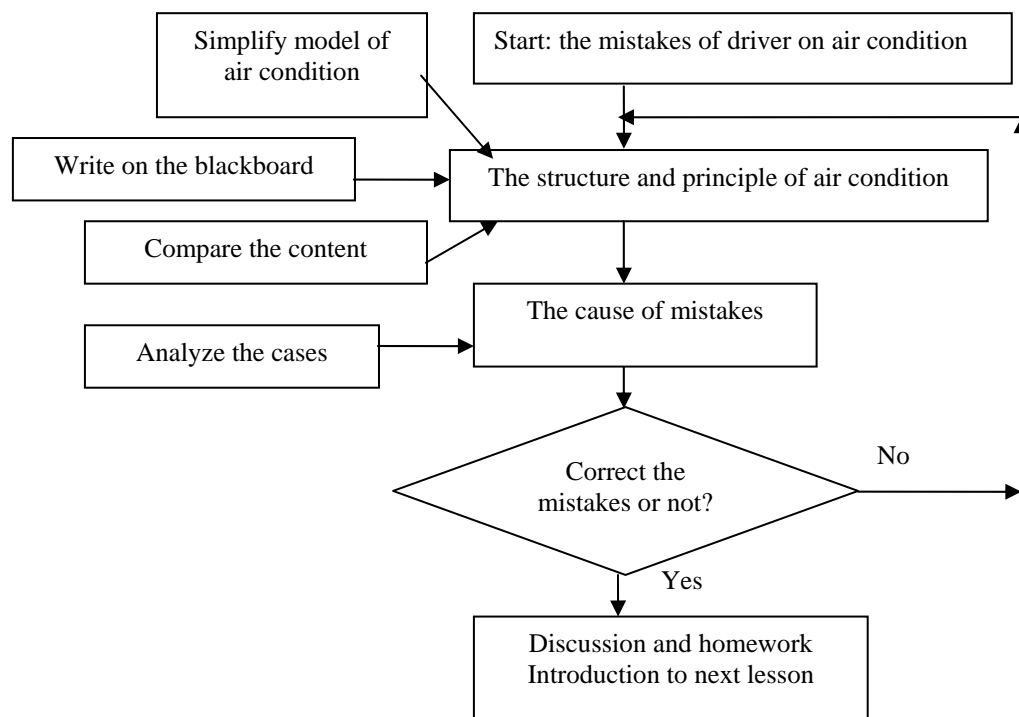 Simplify model of
air condition
Start: the mistakes of driver on air condition
Write on the blackboard
The structure and principle of air condition
Compare the content
The cause of mistakes
Analyze the cases
Correct the
mistakes or not?
No
Yes
Discussion and homework
Introduction to next lesson